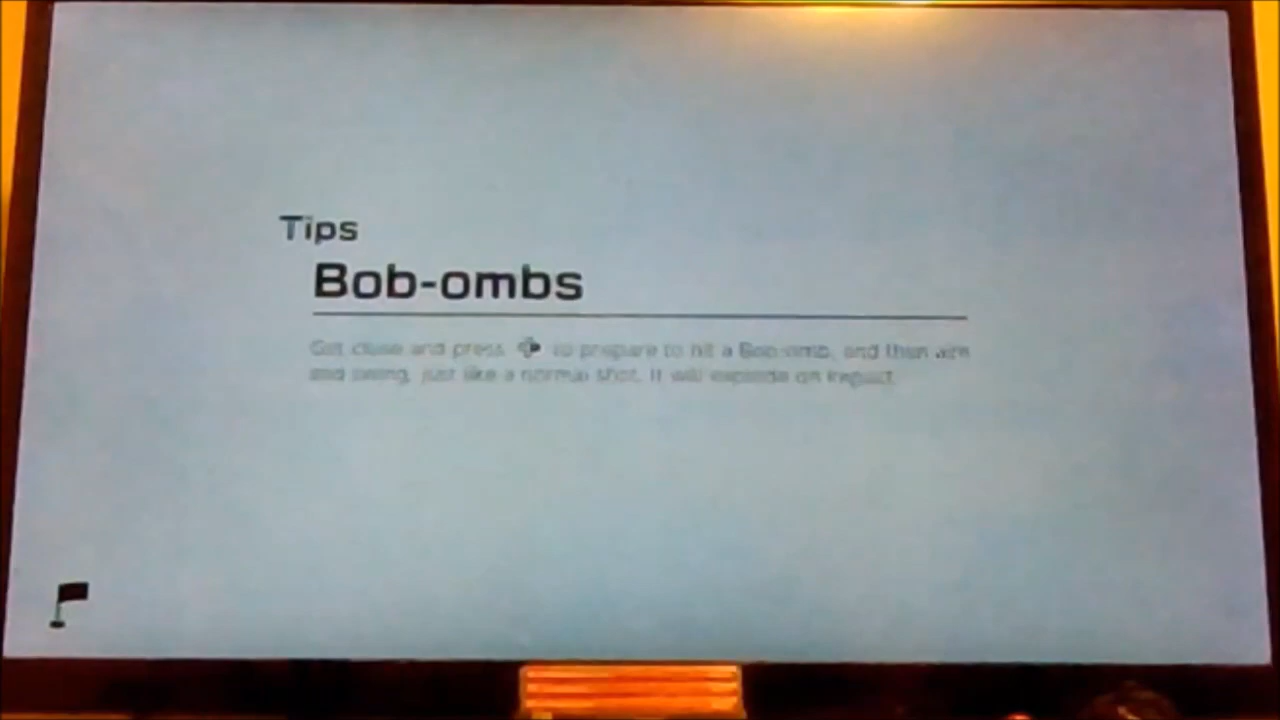 Tips
Bob-ombs
Get close and press to prepare to hit a Bob-omb, and then aim
and swing, just like a normal shot. It will explode on impact.